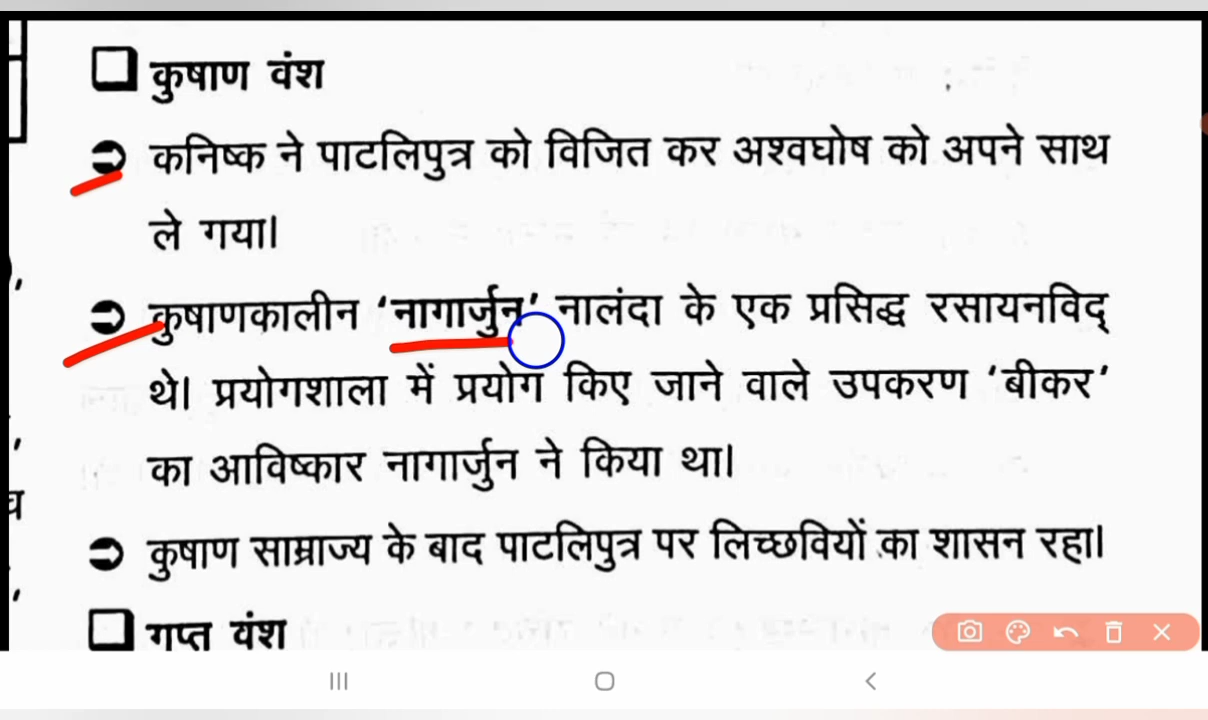 कुषाण वंश
कनिष्क ने पाटलिपुत्र को विजित कर अश्वघोष को अपने साथ
ले गया।
कुषाणकालीन 'नागार्जुन' नालंदा के एक प्रसिद्ध रसायनविद्
थे। प्रयोगशाला में प्रयोग किए जाने वाले उपकरण 'बीकर'
का आविष्कार नागार्जुन ने किया था।
कुषाण साम्राज्य के बाद पाटलिपुत्र पर लिच्छवियों का शासन रहा।
गुप्त वंश